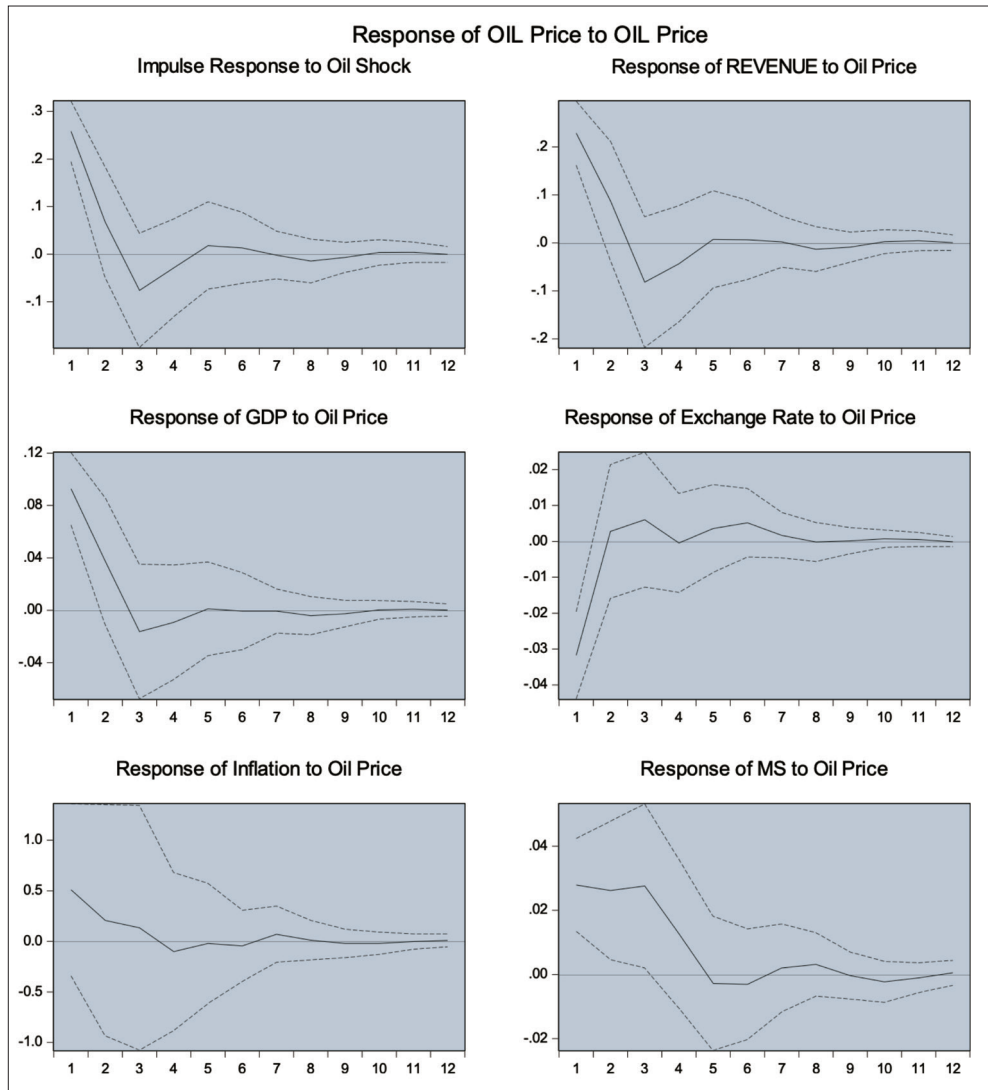 Response of OIL Price to OIL Price
Impulse Response to Oil Shock
.3
.2
.1
.0
-.1
1 2 3 4 5 6 7 8 9 10 11 12
Response of REVENUE to Oil Price
.2
.1
.0
-.1
-.2
1 2 3 4 5 6 7 8 9 10 11 12
Response of GDP to Oil Price
.12
.08
.04
.00
-.04
1 2 3 4 5 6 7 8 9 10 11 12
Response of Exchange Rate to Oil Price
.02
.01
.00
-.01
-.02
-.03
-.04
1 2 3 4 5 6 7 8 9 10 11 12
Response of Inflation to Oil Price
1.0
0.5
0.0
-0.5
-1.0
1 2 3 4 5 6 7 8 9 10 11 12
Response of MS to Oil Price
.04
.02
.00
-.02
1 2 3 4 5 6 7 8 9 10 11 12